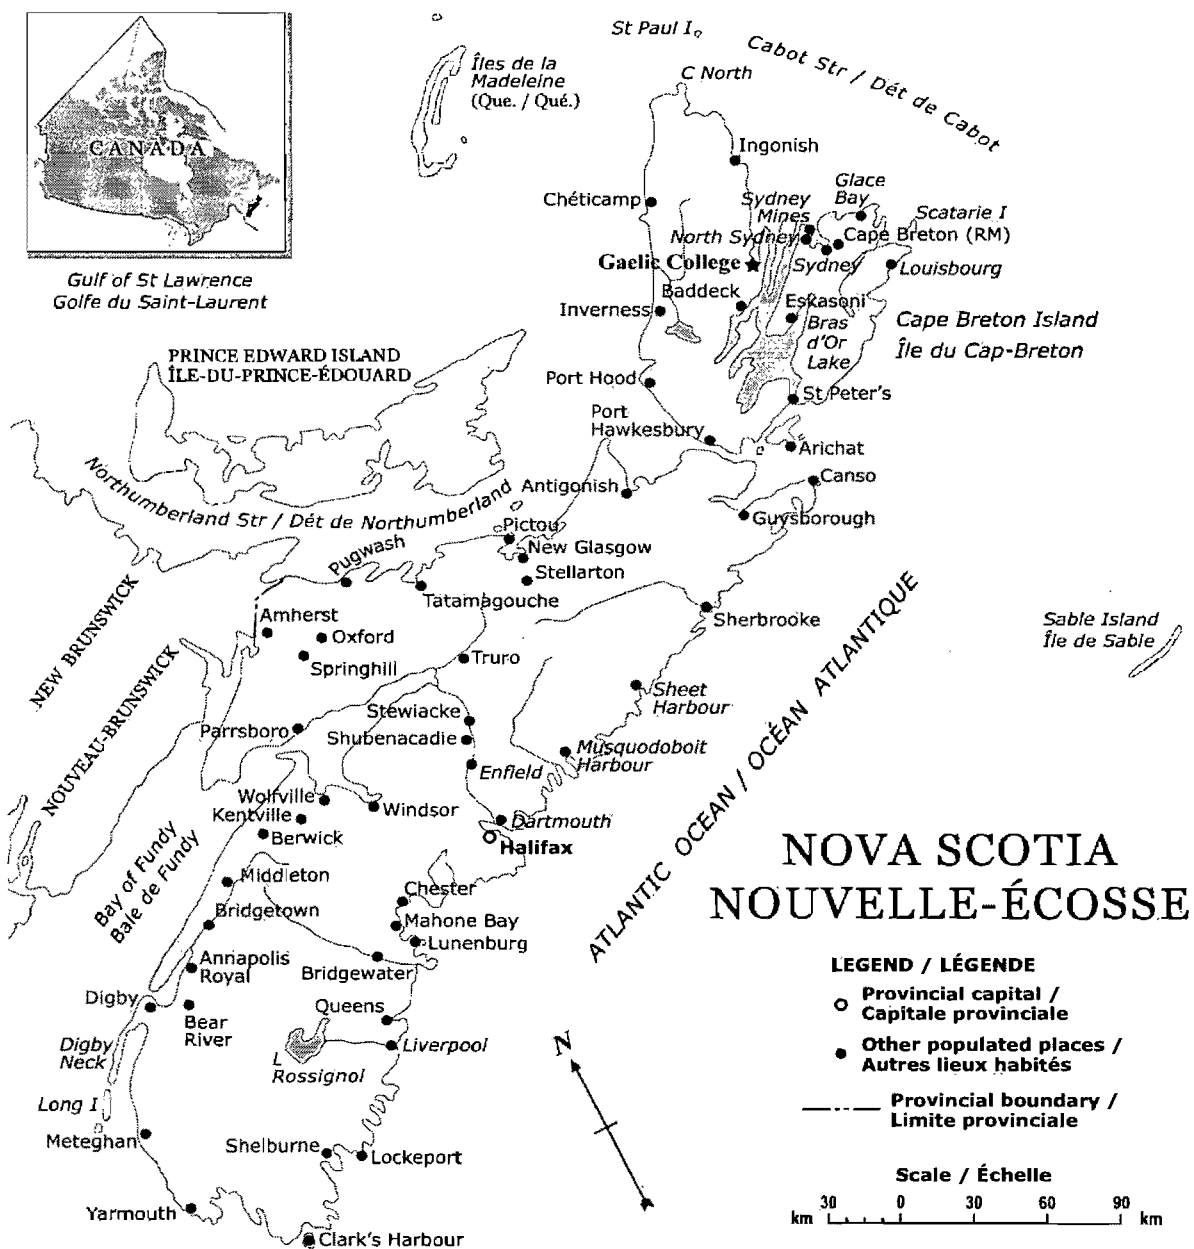 St Paul I
Cabot Str / Dét de Cabot
Îles de la
Madeleine
(Que. / Qué.)
C North
CANADA
Ingonish
Glace
Bay
Chéticamp
Sydney
Mines
Scatarie I
North Sydney
Cape Breton (RM)
Gaelic College
Sydney
Louisbourg
Gulf of St Lawrence
Golfe du Saint-Laurent
Baddeck
Inverness
Eskasoni
Bras
d'Or
Lake
Cape Breton Island
Île du Cap-Breton
PRINCE EDWARD ISLAND
ÎLE-DU-PRINCE-ÉDOUARD
Port Hood
St Peter's
Port
Hawkesbury
Arichat
Canso
Antigonish
Guysborough
Northumberland Str / Dét de Northumberland
Pictou
New Glasgow
Stellarton
Pugwash
Tatamagouche
Sherbrooke
Amherst
Oxford
Springhill
Truro
NEW BRUNSWICK
NOUVEAU-BRUNSWICK
Sable Island
Île de Sable
Sheet
Harbour
Stewiacke
Parrsboro
Shubenacadie
Musquodoboit
Harbour
Enfield
ATLANTIC OCEAN / OCÉAN ATLANTIQUE
Wolfville
Kentville
Windsor
Berwick
Dartmouth
Halifax
Bay of Fundy
Baie de Fundy
Middleton
Chester
Bridgetown
Mahone Bay
Lunenburg
Annapolis
Royal
Bridgewater
Digby
Bear
River
Queens
Digby
Neck
L
Rossignol
Liverpool
Long I
Meteghan
Shelburne
Lockeport
Yarmouth
Clark's Harbour
N
NOVA SCOTIA
NOUVELLE-ÉCOSSE
LEGEND / LÉGENDE
Provincial capital /
Capitale provinciale
Other populated places /
Autres lieux habités
Provincial boundary /
Limite provinciale
Scale / Échelle
30 0 30 60 90
km km